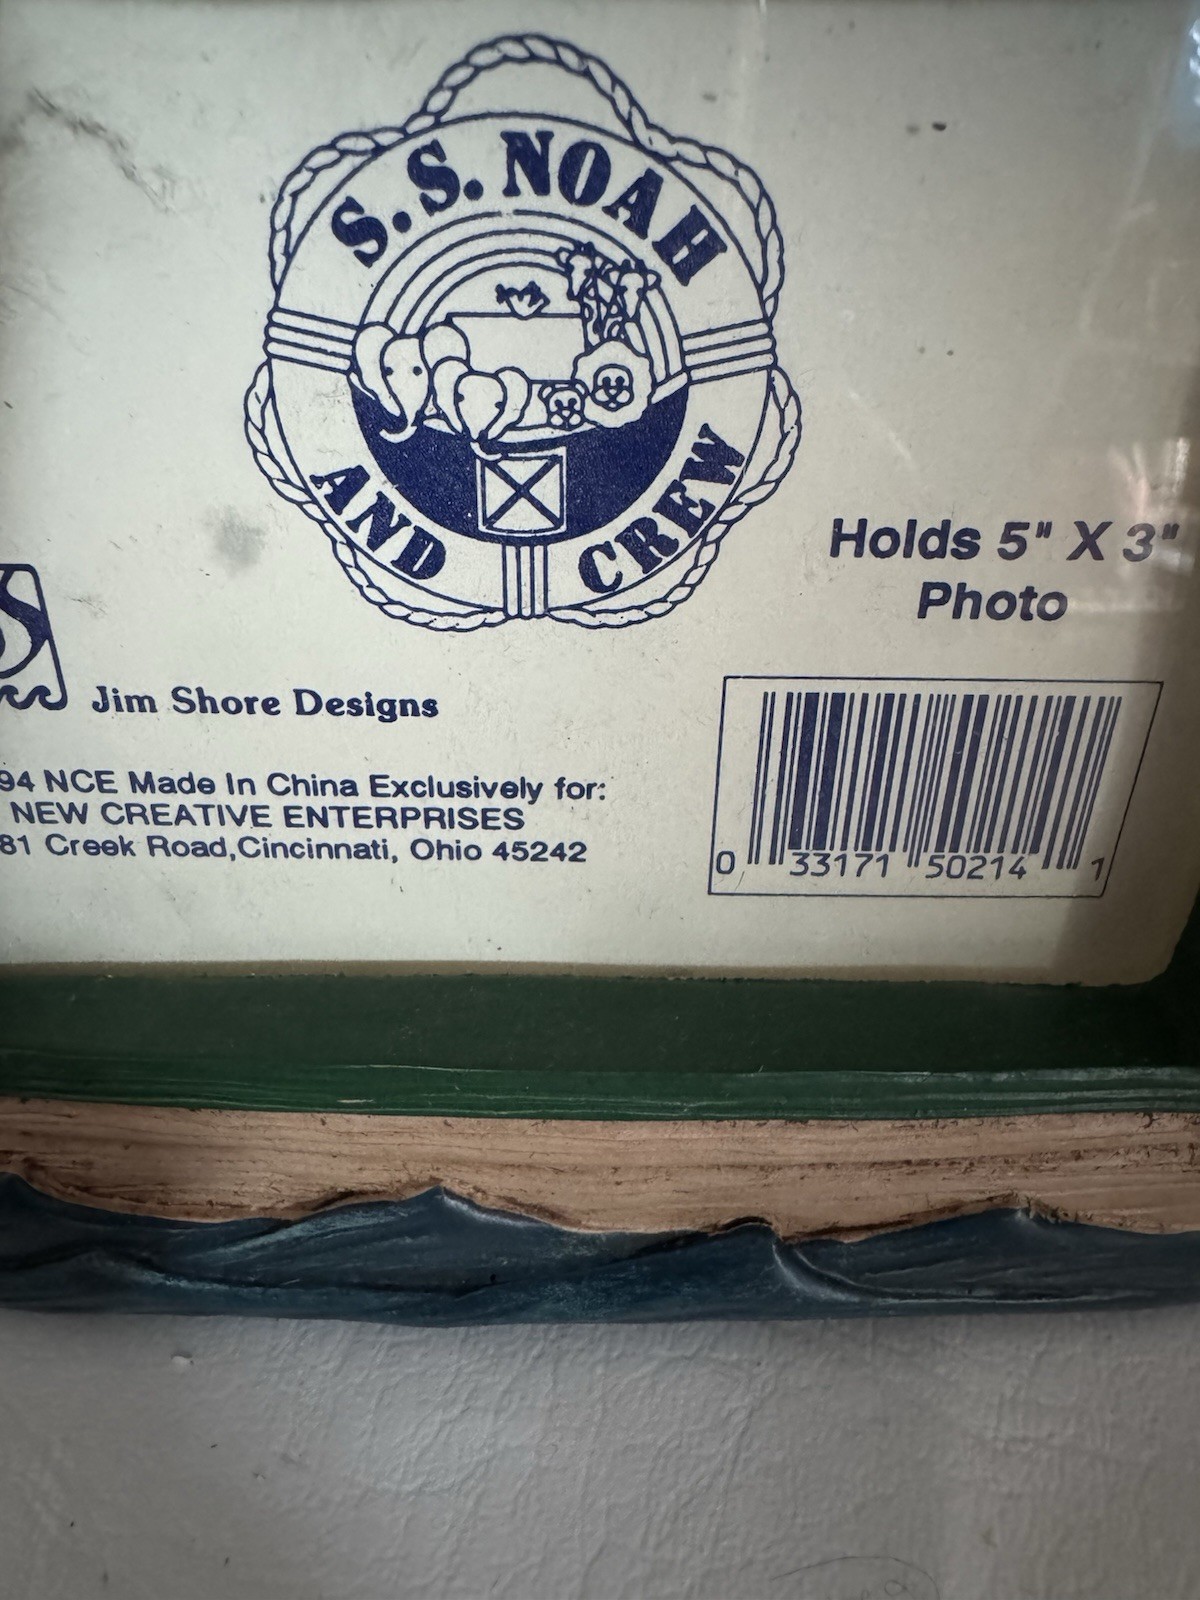 S.S. NOAH
AND CREW
Holds 5" X 3"
Photo
S
Jim Shore Designs
94 NCE Made In China Exclusively for:
NEW CREATIVE ENTERPRISES
81 Creek Road, Cincinnati, Ohio 45242
0 33171 50214 1